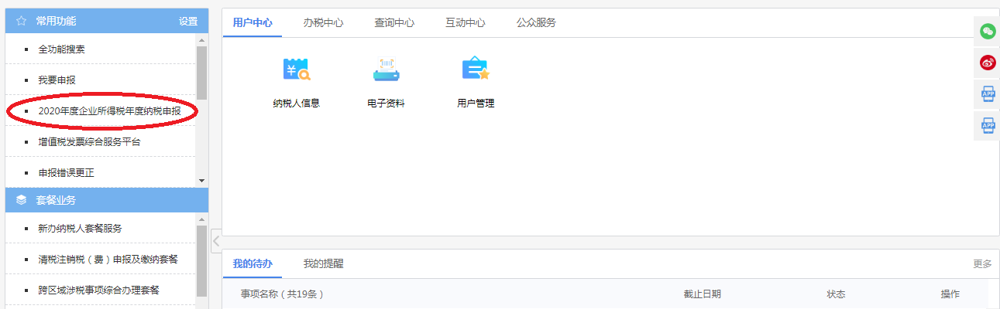 常用功能 设置
全功能搜索
我要申报
2020年度企业所得税年度纳税申报
增值税发票综合服务平台
申报错误更正
套餐业务
新办纳税人套餐服务
清税注销税（费）申报及缴纳套餐
跨区域涉税事项综合办理套餐
用户中心 办税中心 查询中心 互动中心 公众服务
纳税人信息 电子资料 用户管理
我的待办 我的提醒 更多
事项名称（共19条） 截止日期 状态 操作
APP
APP